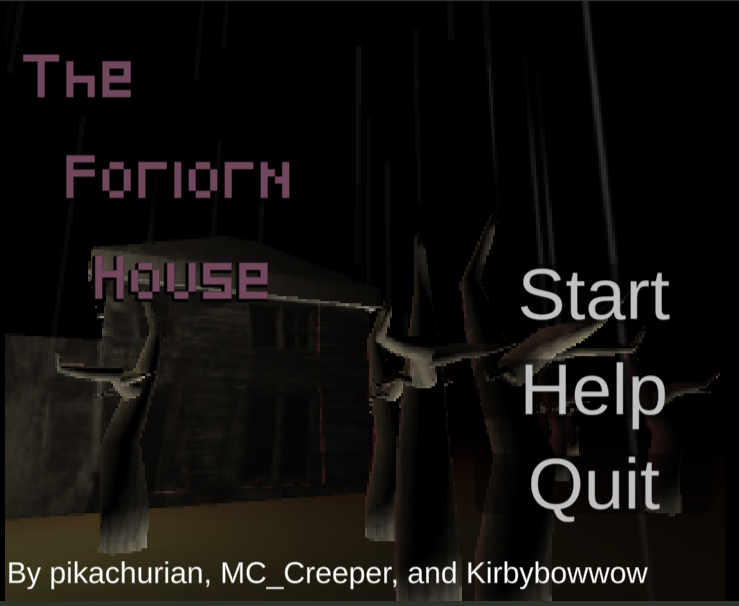 The
Forlorn
House
Start
Help
Quit
By pikachurian, MC_Creeper, and Kirbybowwow